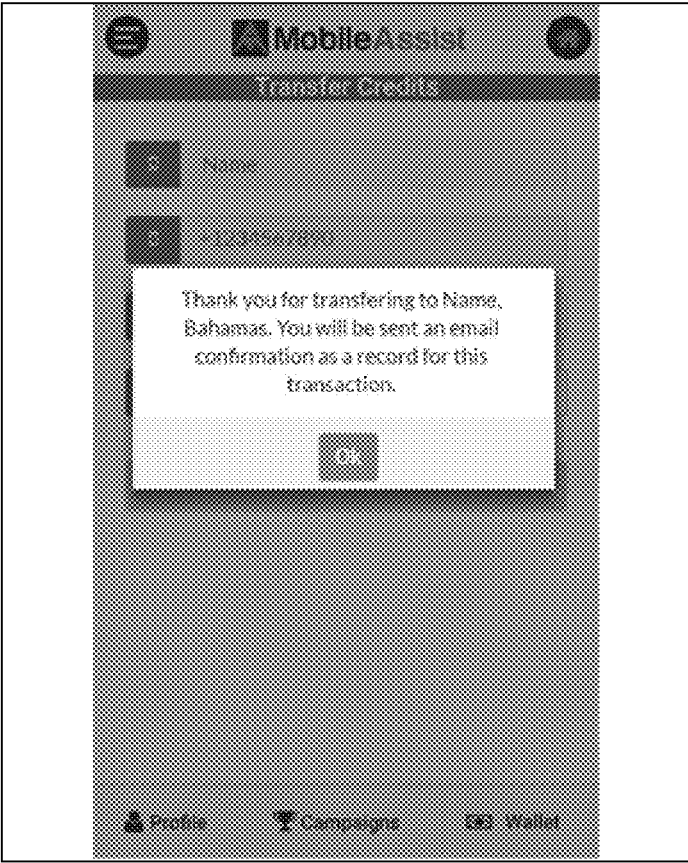 MobileAssist
Transfer Credits
Name
Thank you for transfering to Name,
Bahamas. You will be sent an email
confirmation as a record for this
transaction.
Ok
Profile
Campaigns
Wallet